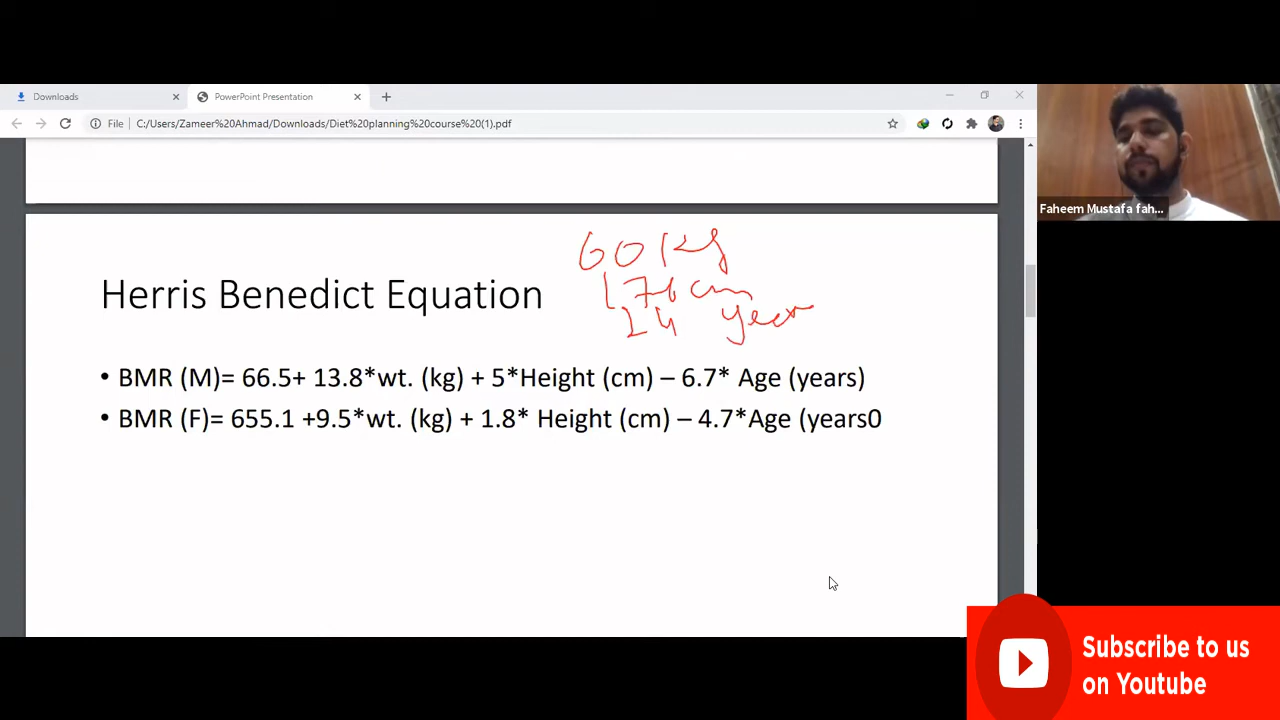 Downloads
PowerPoint Presentation
File
C:/Users/Zameer%20Ahmad/Downloads/Diet%20planning%20course%20(1).pdf
Faheem Mustafa fah...
60 Kg
176 cm
24 year
Herris Benedict Equation
• BMR (M)= 66.5+ 13.8*wt. (kg) + 5*Height (cm) – 6.7* Age (years)
• BMR (F)= 655.1 +9.5*wt. (kg) + 1.8* Height (cm) – 4.7*Age (years0
Subscribe to us
on Youtube